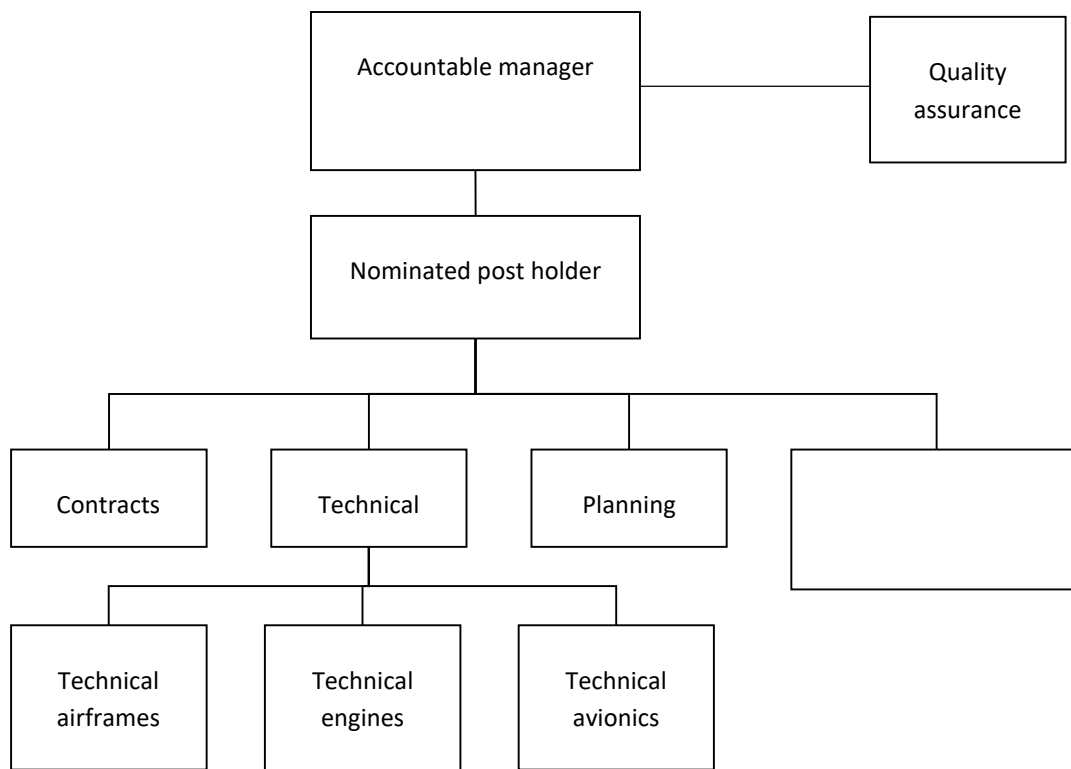 Accountable manager
Quality
assurance
Nominated post holder
Contracts
Technical
Planning
Technical
airframes
Technical
engines
Technical
avionics